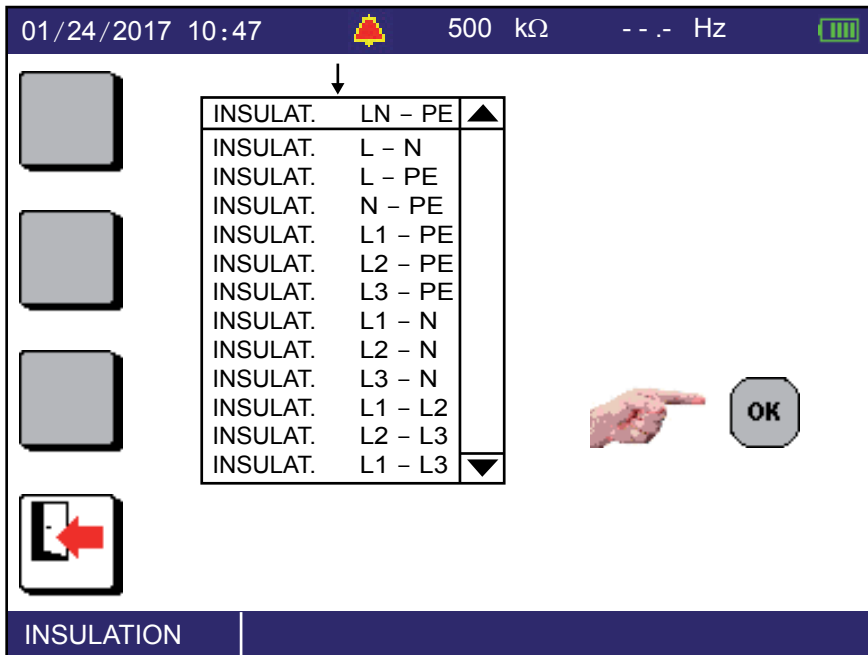 01/24/2017 10:47 500 kΩ - - .- Hz
INSULAT. LN – PE
INSULAT. L – N
INSULAT. L – PE
INSULAT. N – PE
INSULAT. L1 – PE
INSULAT. L2 – PE
INSULAT. L3 – PE
INSULAT. L1 – N
INSULAT. L2 – N
INSULAT. L3 – N
INSULAT. L1 – L2
INSULAT. L2 – L3
INSULAT. L1 – L3
OK
INSULATION